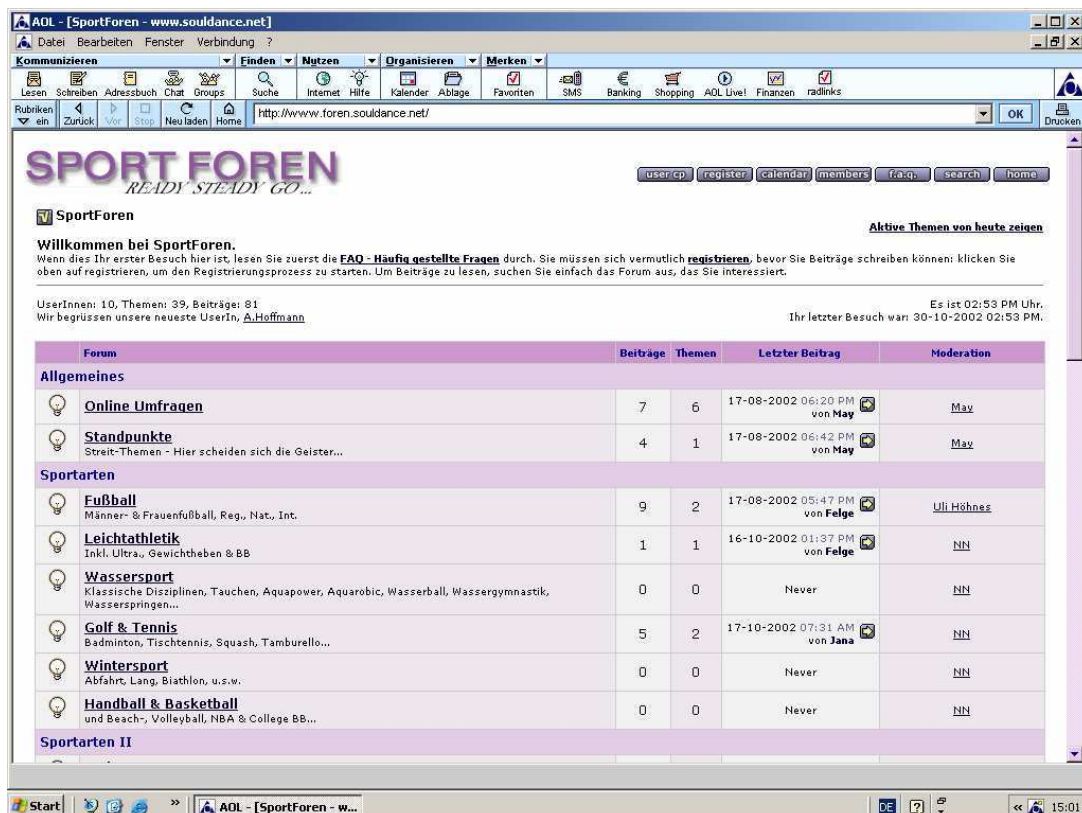 AOL - [SportForen - www.souldance.net]
Datei Bearbeiten Fenster Verbindung ?
Kommunizieren Finden Nutzen Organisieren Merken
Lesen Schreiben Adressbuch Chat Groups Suche Internet Hilfe Kalender Ablage Favoriten SMS Banking Shopping AOL Live! Finanzen radlinks
Rubriken ein Zurück Vor Stop Neu laden Home http://www.foren.souldance.net/ OK Drucken
SPORT FOREN
READY STEADY GO...
user cp register calendar members f.a.q. search home
SportForen
Aktive Themen von heute zeigen
Willkommen bei SportForen.
Wenn dies Ihr erster Besuch hier ist, lesen Sie zuerst die FAQ - Häufig gestellte Fragen durch. Sie müssen sich vermutlich registrieren, bevor Sie Beiträge schreiben können: klicken Sie
oben auf registrieren, um den Registrierungsprozess zu starten. Um Beiträge zu lesen, suchen Sie einfach das Forum aus, das Sie interessiert.
UserInnen: 10, Themen: 39, Beiträge: 81
Wir begrüssen unsere neueste UserIn, A.Hoffmann
Es ist 02:53 PM Uhr.
Ihr letzter Besuch war: 30-10-2002 02:53 PM.
Forum Beiträge Themen Letzter Beitrag Moderation
Allgemeines
Online Umfragen 7 6 17-08-2002 06:20 PM von May May
Standpunkte 4 1 17-08-2002 06:42 PM von May May
Streit-Themen - Hier scheiden sich die Geister...
Sportarten
Fußball 9 2 17-08-2002 05:47 PM von Felge Uli Höhnes
Männer- & Frauenfußball, Reg., Nat., Int.
Leichtathletik 1 1 16-10-2002 01:37 PM von Felge NN
Inkl. Ultra., Gewichtheben & BB
Wassersport 0 0 Never NN
Klassische Disziplinen, Tauchen, Aquapower, Aquarobic, Wasserball, Wassergymnastik,
Wasserspringen...
Golf & Tennis 5 2 17-10-2002 07:31 AM von Jana NN
Badminton, Tischtennis, Squash, Tamburello...
Wintersport 0 0 Never NN
Abfahrt, Lang, Biathlon, u.s.w.
Handball & Basketball 0 0 Never NN
und Beach-, Volleyball, NBA & College BB...
Sportarten II
Start » AOL - [SportForen - w... DE ? « 15:01